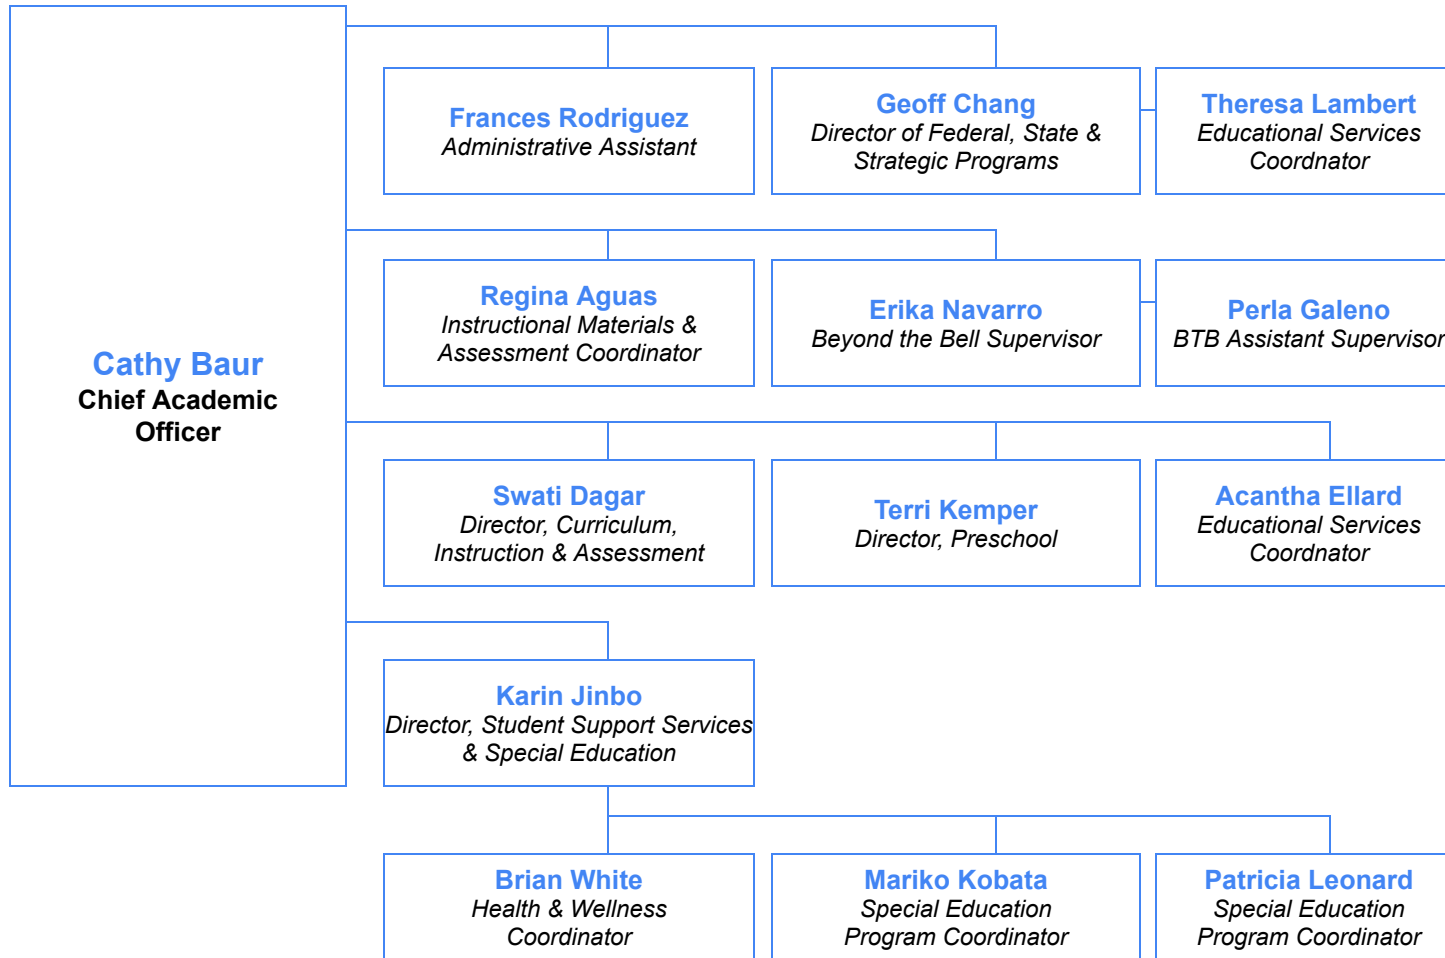 Cathy Baur
Chief Academic
Officer
Frances Rodriguez
Administrative Assistant
Geoff Chang
Director of Federal, State &
Strategic Programs
Theresa Lambert
Educational Services
Coordnator
Regina Aguas
Instructional Materials &
Assessment Coordinator
Erika Navarro
Beyond the Bell Supervisor
Perla Galeno
BTB Assistant Supervisor
Swati Dagar
Director, Curriculum,
Instruction & Assessment
Terri Kemper
Director, Preschool
Acantha Ellard
Educational Services
Coordnator
Karin Jinbo
Director, Student Support Services
& Special Education
Brian White
Health & Wellness
Coordinator
Mariko Kobata
Special Education
Program Coordinator
Patricia Leonard
Special Education
Program Coordinator